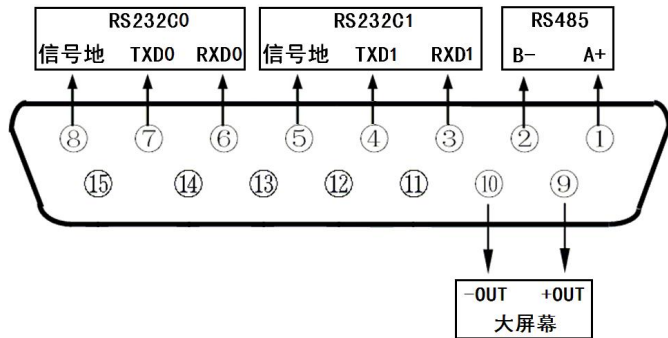 RS232C0 RS232C1 RS485
信号地 TXD0 RXD0 信号地 TXD1 RXD1 B- A+
⑧ ⑦ ⑥ ⑤ ④ ③ ② ①
⑮ ⑭ ⑬ ⑫ ⑪ ⑩ ⑨
-OUT +OUT
大屏幕